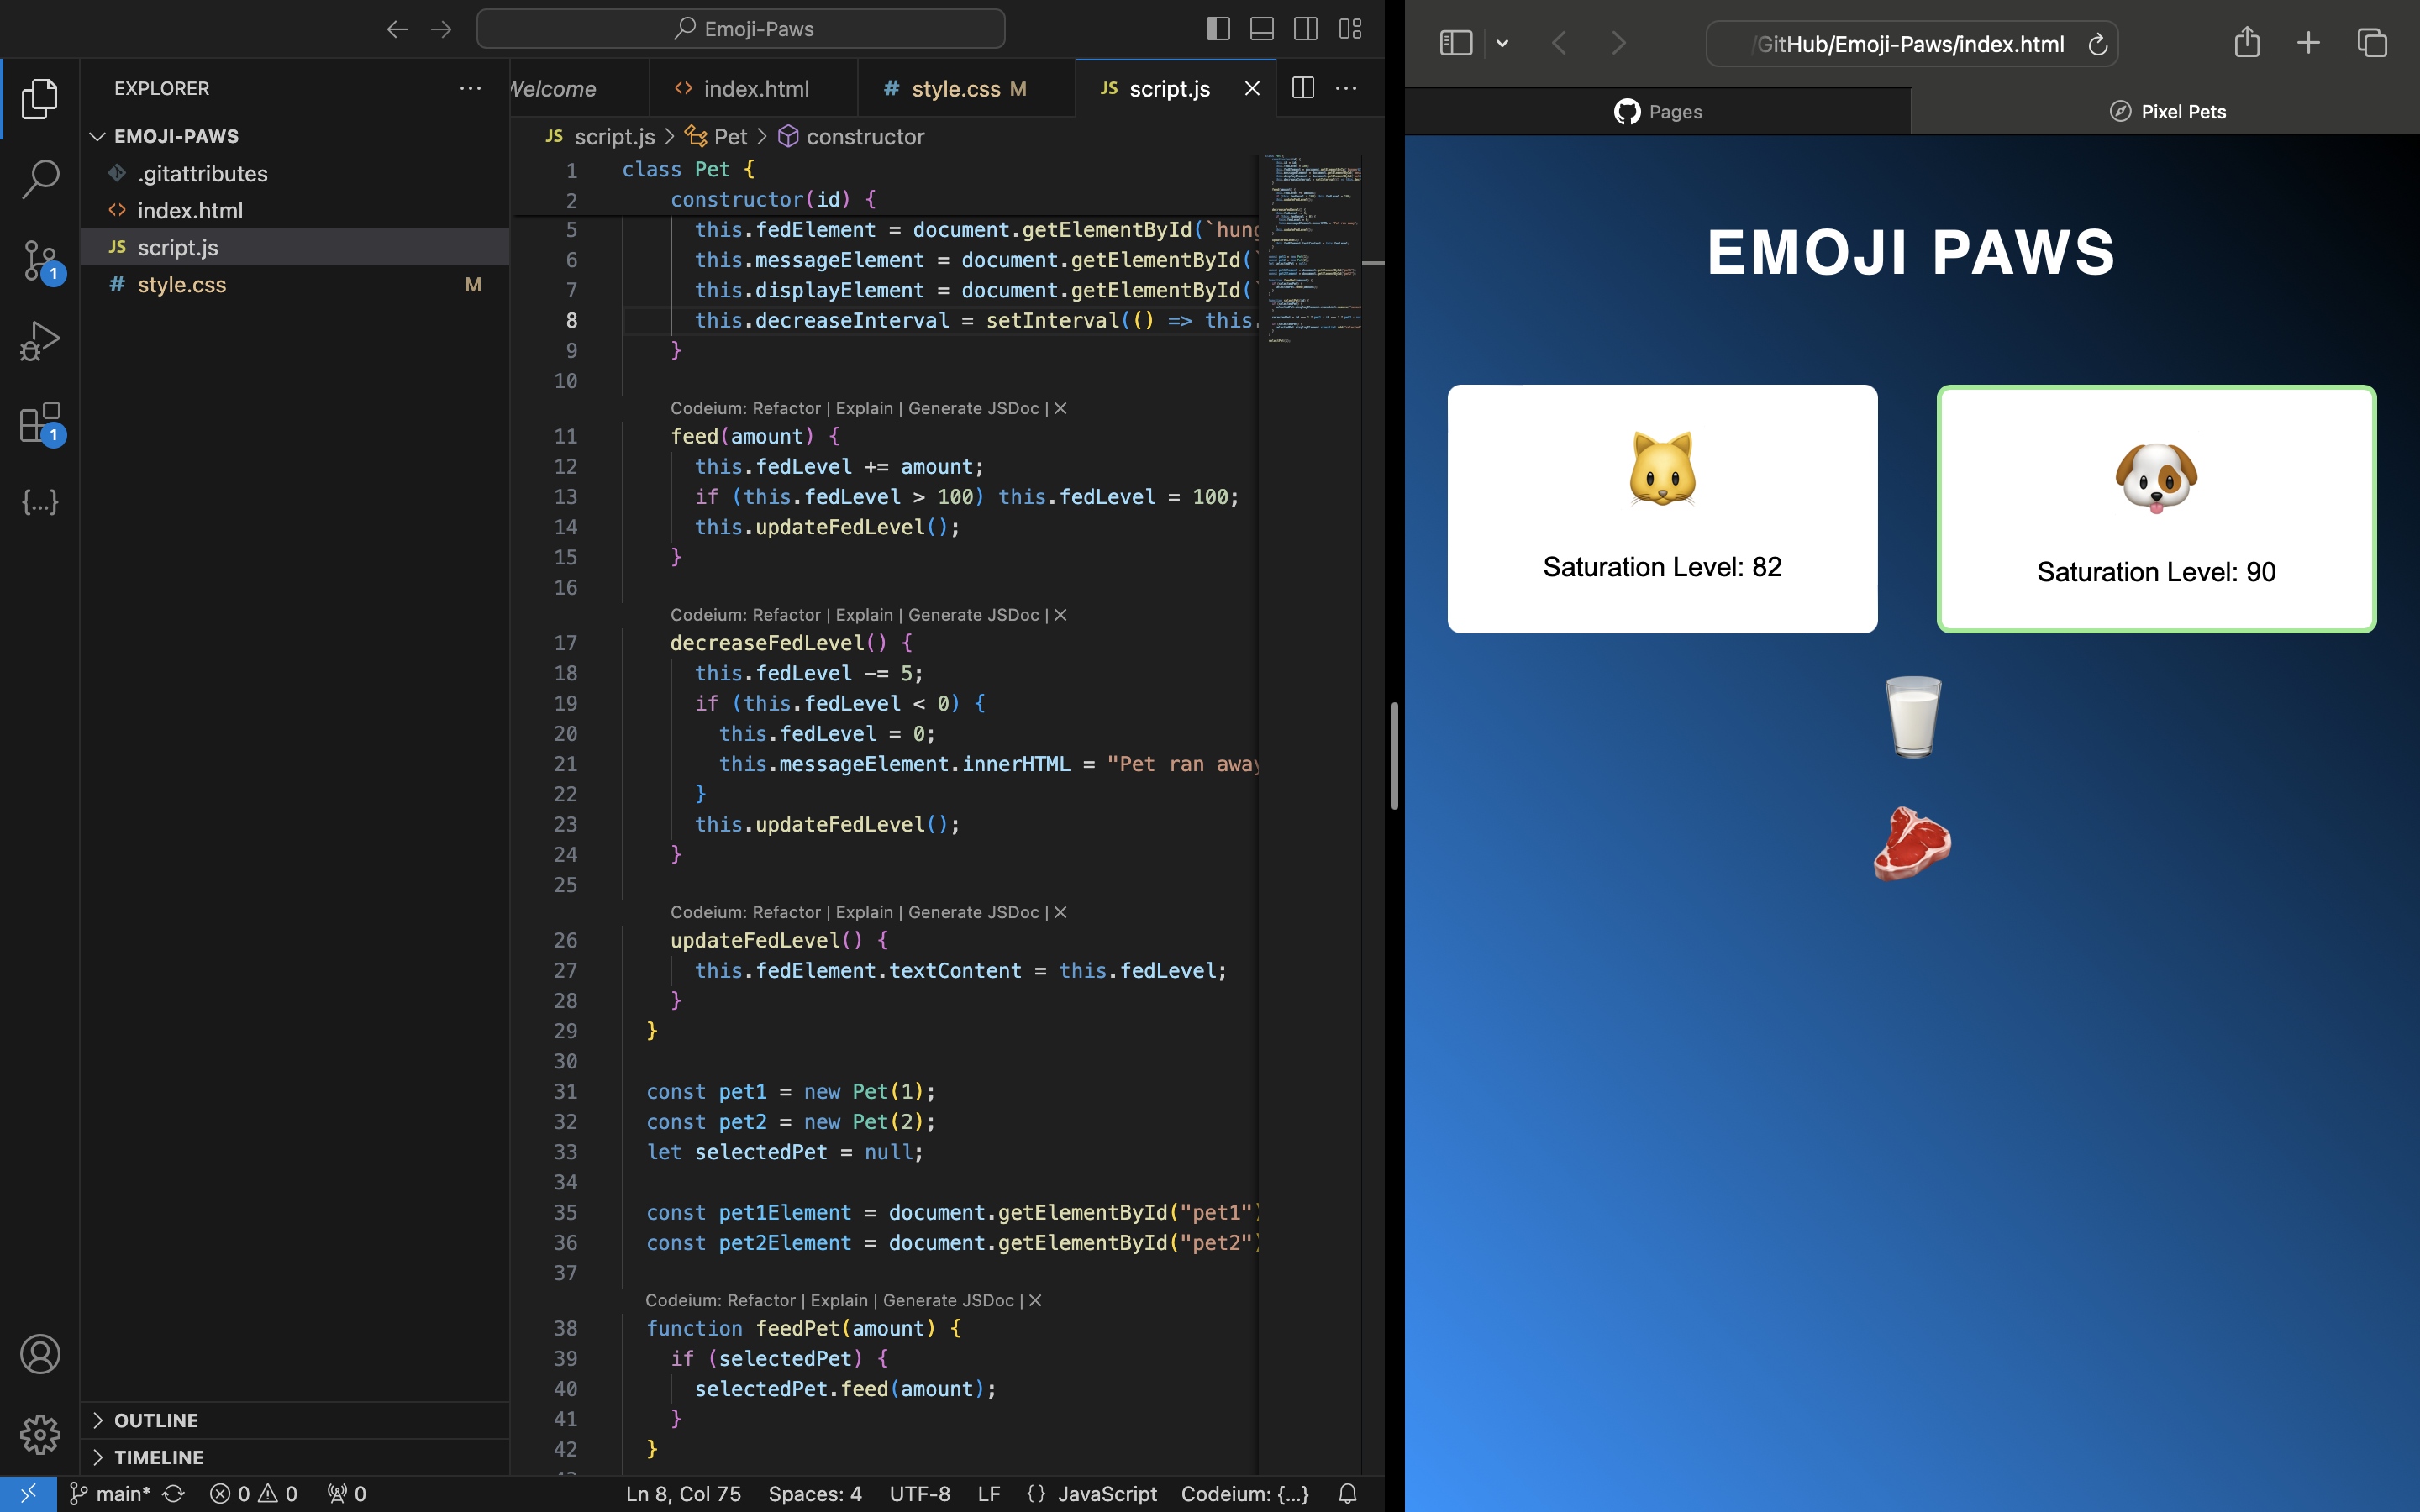 Emoji-Paws
EXPLORER
EMOJI-PAWS
.gitattributes
<> index.html
JS script.js
# style.css M
1
1
{...}
OUTLINE
TIMELINE
Welcome
<> index.html
# style.css M
JS script.js
JS script.js > Pet > constructor
1 class Pet {
2 constructor(id) {
5 this.fedElement = document.getElementById(`hung
6 this.messageElement = document.getElementById(`
7 this.displayElement = document.getElementById(`
8 this.decreaseInterval = setInterval(() => this.
9 }
10
Codeium: Refactor | Explain | Generate JSDoc | X
11 feed(amount) {
12 this.fedLevel += amount;
13 if (this.fedLevel > 100) this.fedLevel = 100;
14 this.updateFedLevel();
15 }
16
Codeium: Refactor | Explain | Generate JSDoc | X
17 decreaseFedLevel() {
18 this.fedLevel -= 5;
19 if (this.fedLevel < 0) {
20 this.fedLevel = 0;
21 this.messageElement.innerHTML = "Pet ran away
22 }
23 this.updateFedLevel();
24 }
25
Codeium: Refactor | Explain | Generate JSDoc | X
26 updateFedLevel() {
27 this.fedElement.textContent = this.fedLevel;
28 }
29 }
30
31 const pet1 = new Pet(1);
32 const pet2 = new Pet(2);
33 let selectedPet = null;
34
35 const pet1Element = document.getElementById("pet1")
36 const pet2Element = document.getElementById("pet2")
37
Codeium: Refactor | Explain | Generate JSDoc | X
38 function feedPet(amount) {
39 if (selectedPet) {
40 selectedPet.feed(amount);
41 }
42 }
main* 0 0 0 Ln 8, Col 75 Spaces: 4 UTF-8 LF {} JavaScript Codeium: {...}
/GitHub/Emoji-Paws/index.html
Pages
Pixel Pets
EMOJI PAWS
Saturation Level: 82
Saturation Level: 90